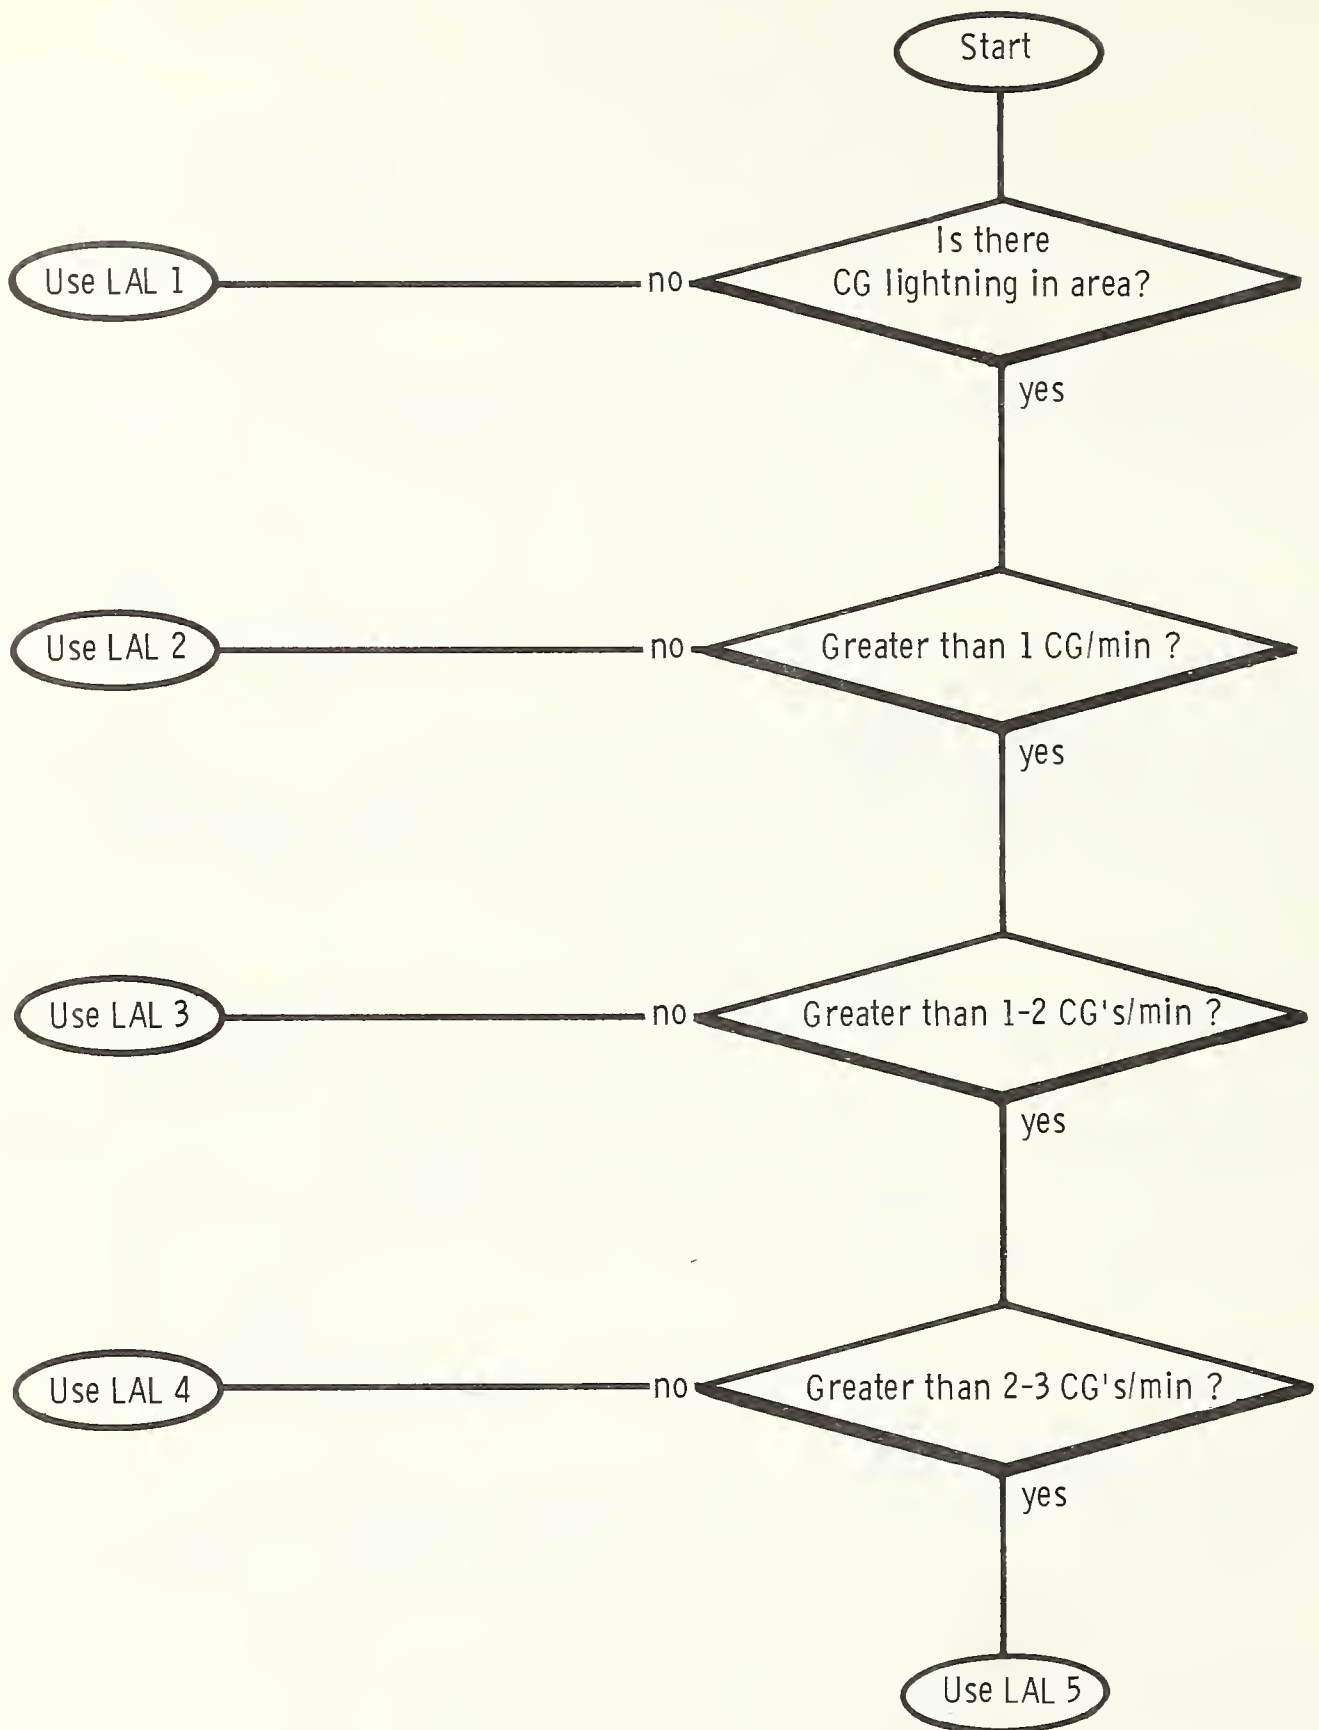 Start
Is there
CG lightning in area?
no
Use LAL 1
yes
Greater than 1 CG/min ?
no
Use LAL 2
yes
Greater than 1-2 CG's/min ?
no
Use LAL 3
yes
Greater than 2-3 CG's/min ?
no
Use LAL 4
yes
Use LAL 5